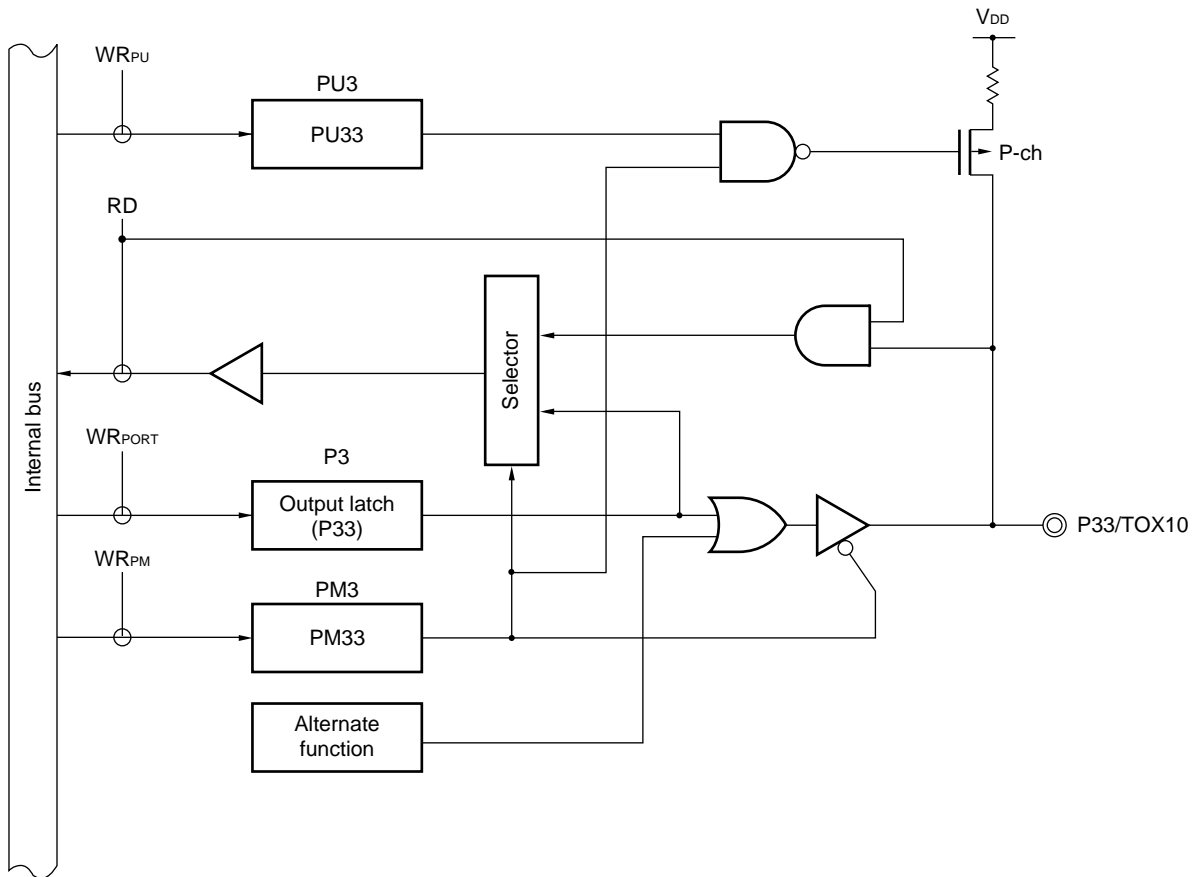 VDD
WRPU
PU3
PU33
P-ch
RD
Selector
Internal bus
WRPORT
P3
Output latch
(P33)
P33/TOX10
WRPM
PM3
PM33
Alternate
function